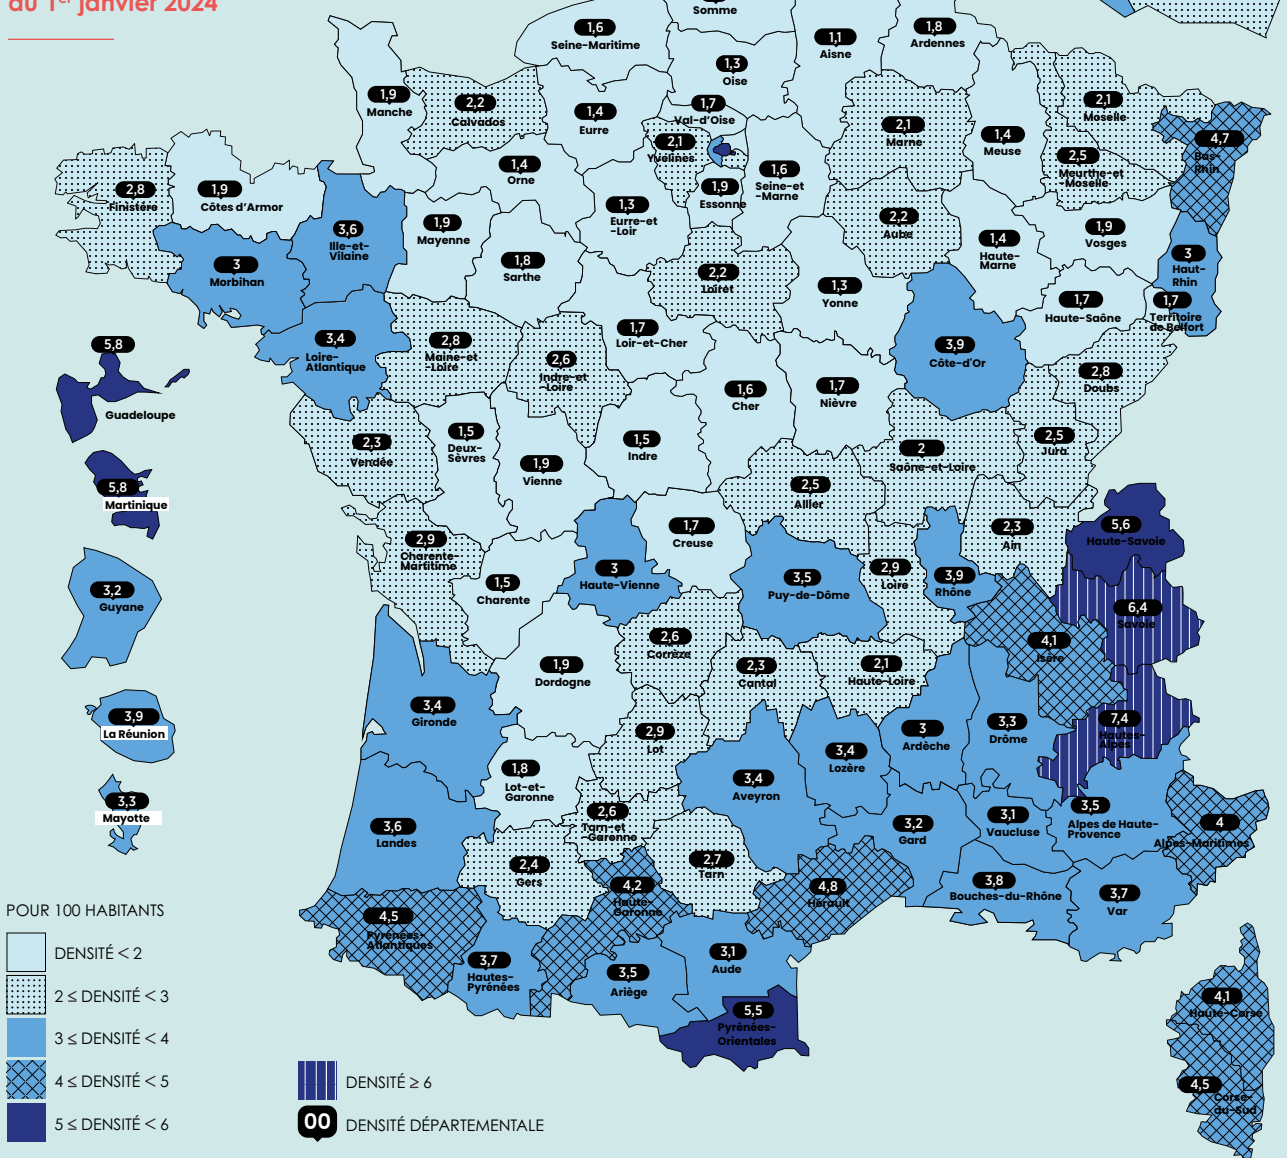 au 1er janvier 2024
Somme
1,6
Seine-Maritime
1,1
Aisne
1,8
Ardennes
1,3
Oise
1,9
Manche
2,2
Calvados
1,4
Eurre
1,7
Val-d'Oise
2,1
Marne
1,4
Meuse
2,1
Moselle
4,7
Bas-
Rhin
2,1
Yvelines
2,5
Meurthe-et
-Moselle
1,4
Orne
1,6
Seine-et
-Marne
1,9
Essonne
2,8
Finistére
1,9
Côtes d'Armor
3,6
Ille-et-
Vilaine
1,9
Mayenne
1,3
Eurre-et
-Loir
2,2
Aube
1,4
Haute-
Marne
1,9
Vosges
3
Haut-
Rhin
3
Morbihan
1,8
Sarthe
2,2
Loiret
1,3
Yonne
1,7
Haute-Saône
1,7
Territoire
de Belfort
5,8
Guadeloupe
3,4
Loire-
Atlantique
2,8
Maine-et
-Loire
2,6
Indre-et
-Loire
1,7
Loir-et-Cher
3,9
Côte-d'Or
2,8
Doubs
1,6
Cher
1,7
Nièvre
2,3
Vendée
1,5
Deux-
Sèvres
1,9
Vienne
1,5
Indre
2
Saône-et-Loire
2,5
Jura
5,8
Martinique
2,5
Allier
2,9
Charente-
Martitime
1,7
Creuse
2,3
Ain
5,6
Haute-Savoie
3,2
Guyane
1,5
Charente
3
Haute-Vienne
3,5
Puy-de-Dôme
2,9
Loire
3,9
Rhône
6,4
Savoie
4,1
Isère
1,9
Dordogne
2,6
Corrèze
2,3
Cantal
2,1
Haute-Loire
3,9
La Réunion
3,4
Gironde
2,9
Lot
3,4
Lozère
3
Ardèche
3,3
Drôme
7,4
Hautes-
Alpes
3,3
Mayotte
1,8
Lot-et-
Garonne
3,4
Aveyron
3,6
Landes
2,6
Tarn-et
-Garonne
3,2
Gard
3,1
Vaucluse
3,5
Alpes de Haute-
Provence
4
Alpes-Maritimes
2,4
Gers
2,7
Tarn
4,2
Haute-
Garonne
4,8
Hérault
3,8
Bouches-du-Rhône
3,7
Var
4,5
Pyrénées-
Atlantiques
3,7
Hautes-
Pyrénées
3,5
Ariège
3,1
Aude
5,5
Pyrénées-
Orientales
4,1
Haute-Corse
4,5
Corse-
du-Sud
POUR 100 HABITANTS
DENSITÉ < 2
2 ≤ DENSITÉ < 3
3 ≤ DENSITÉ < 4
4 ≤ DENSITÉ < 5
5 ≤ DENSITÉ < 6
DENSITÉ ≥ 6
00 DENSITÉ DÉPARTEMENTALE